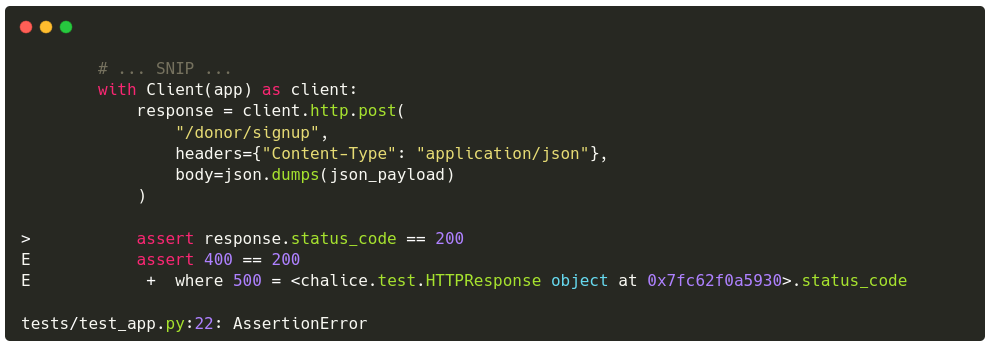 # ... SNIP ...
with Client(app) as client:
response = client.http.post(
"/donor/signup",
headers={"Content-Type": "application/json"},
body=json.dumps(json_payload)
)
> assert response.status_code == 200
E assert 400 == 200
E + where 500 = <chalice.test.HTTPResponse object at 0x7fc62f0a5930>.status_code
tests/test_app.py:22: AssertionError